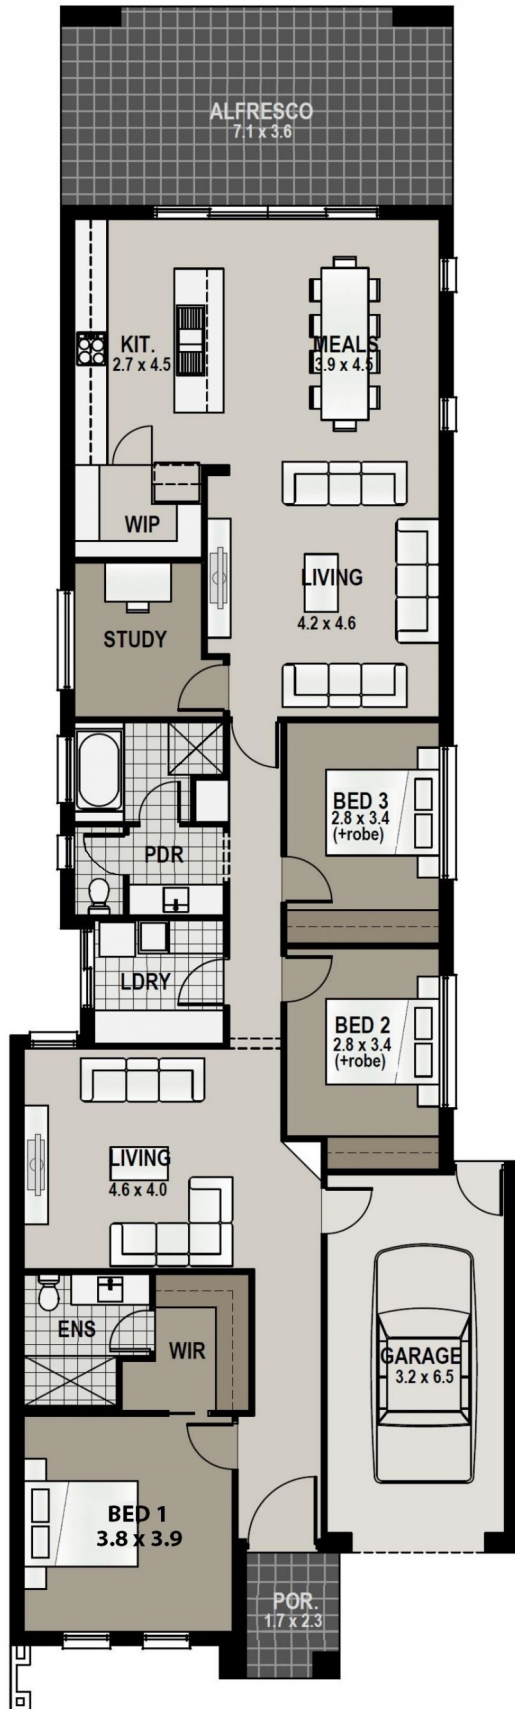 ALFRESCO
7.1 x 3.6
KIT.
2.7 x 4.5
MEALS
3.9 x 4.5
WIP
LIVING
4.2 x 4.6
STUDY
BED 3
2.8 x 3.4
(+robe)
PDR
LDRY
BED 2
2.8 x 3.4
(+robe)
LIVING
4.6 x 4.0
ENS
WIR
GARAGE
3.2 x 6.5
BED 1
3.8 x 3.9
POR.
1.7 x 2.3